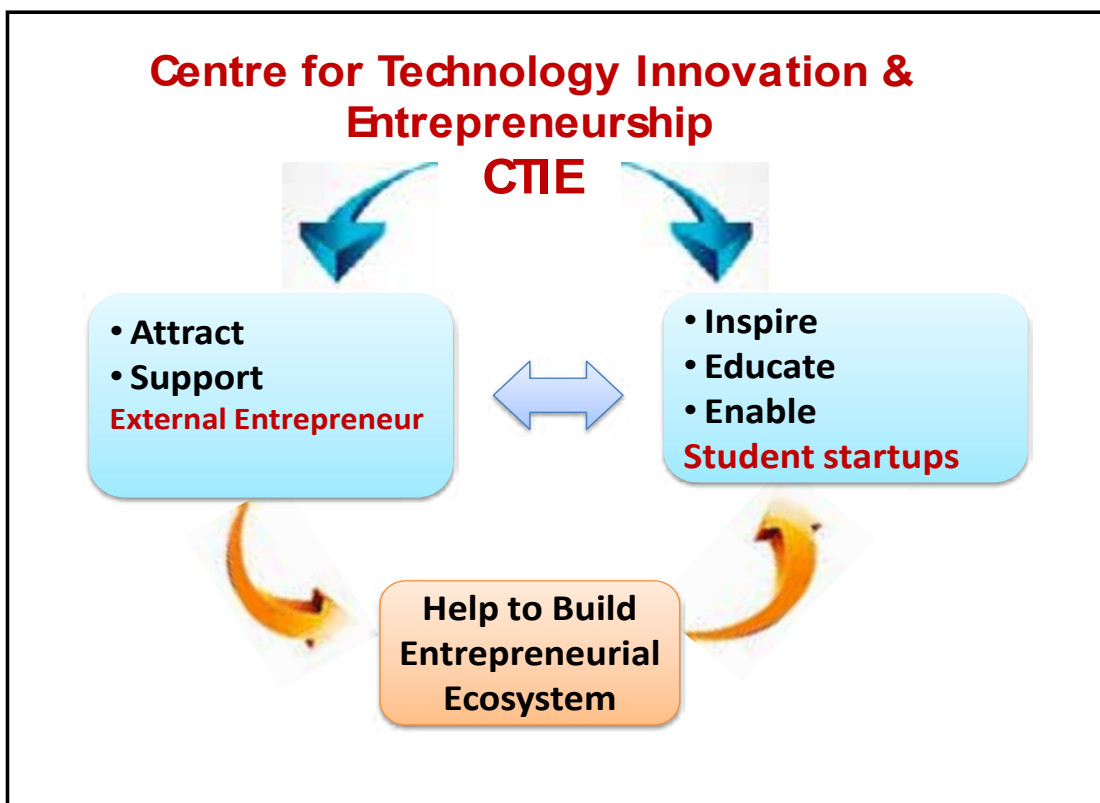 Centre for Technology Innovation &
Entrepreneurship
CTIE
• Attract
• Support
External Entrepreneur
• Inspire
• Educate
• Enable
Student startups
Help to Build
Entrepreneurial
Ecosystem